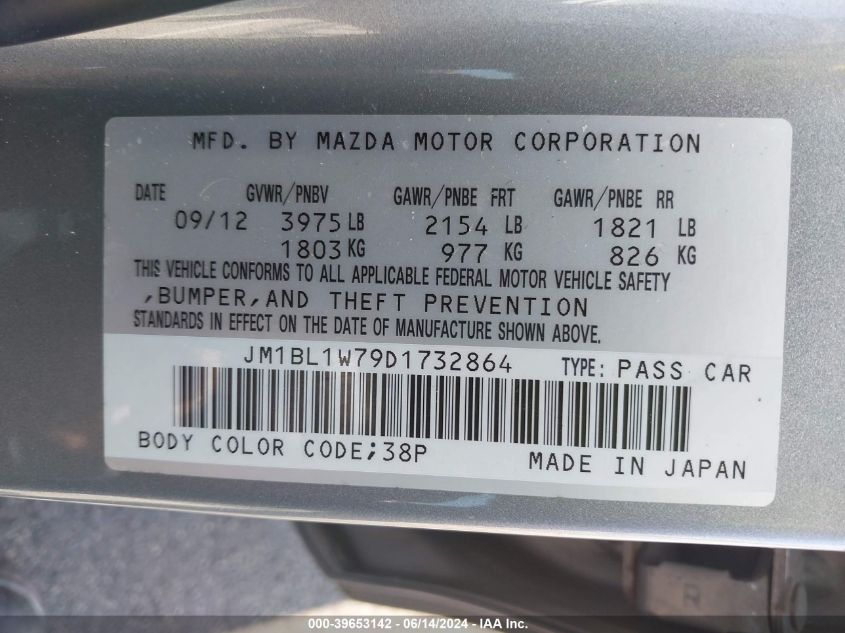 MFD. BY MAZDA MOTOR CORPORATION
DATE GVWR/PNBV GAWR/PNBE FRT GAWR/PNBE RR
09/12 3975 LB 2154 LB 1821 LB
1803 KG 977 KG 826 KG
THIS VEHICLE CONFORMS TO ALL APPLICABLE FEDERAL MOTOR VEHICLE SAFETY
,BUMPER,AND THEFT PREVENTION
STANDARDS IN EFFECT ON THE DATE OF MANUFACTURE SHOWN ABOVE.
JM1BL1W79D1732864 TYPE: PASS CAR
BODY COLOR CODE;38P MADE IN JAPAN
R
000-39653142 - 06/14/2024 - IAA Inc.